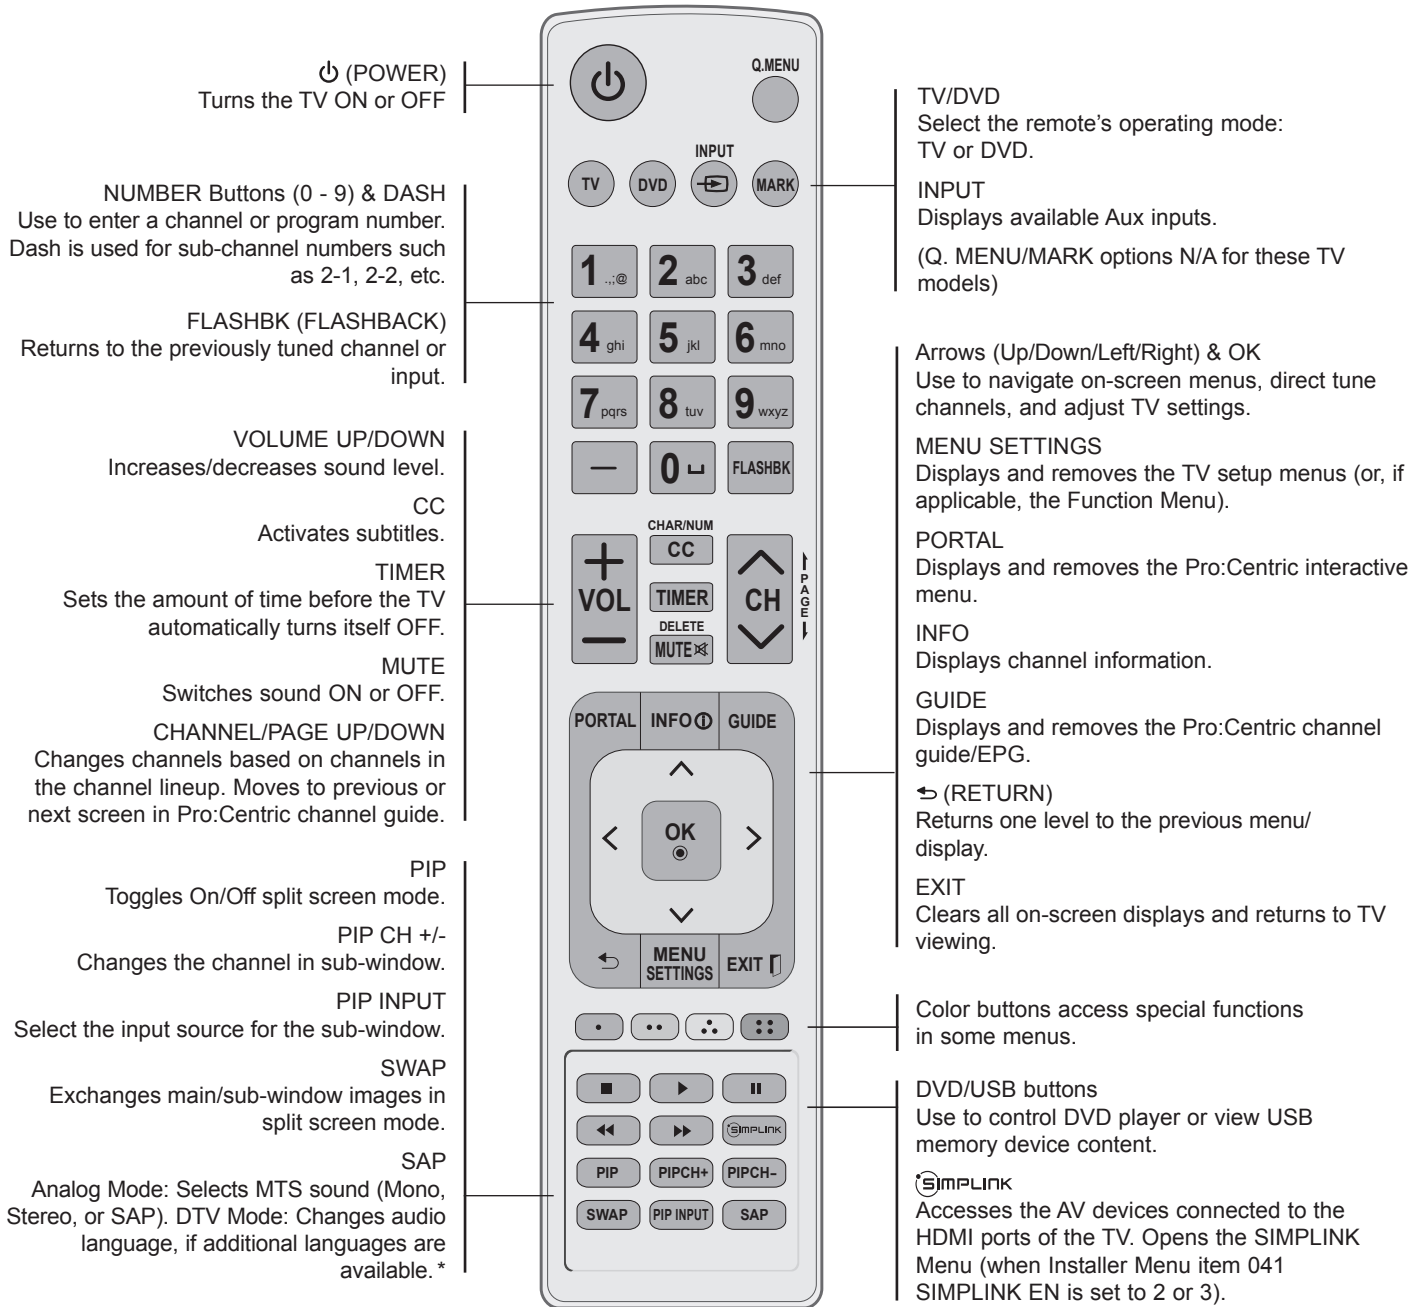 ⏻ (POWER)
Turns the TV ON or OFF
NUMBER Buttons (0 - 9) & DASH
Use to enter a channel or program number.
Dash is used for sub-channel numbers such
as 2-1, 2-2, etc.
FLASHBK (FLASHBACK)
Returns to the previously tuned channel or
input.
VOLUME UP/DOWN
Increases/decreases sound level.
CC
Activates subtitles.
TIMER
Sets the amount of time before the TV
automatically turns itself OFF.
MUTE
Switches sound ON or OFF.
CHANNEL/PAGE UP/DOWN
Changes channels based on channels in
the channel lineup. Moves to previous or
next screen in Pro:Centric channel guide.
PIP
Toggles On/Off split screen mode.
PIP CH +/-
Changes the channel in sub-window.
PIP INPUT
Select the input source for the sub-window.
SWAP
Exchanges main/sub-window images in
split screen mode.
SAP
Analog Mode: Selects MTS sound (Mono,
Stereo, or SAP). DTV Mode: Changes audio
language, if additional languages are
available. *
Q.MENU
INPUT
TV DVD MARK
1 .,;@ 2 abc 3 def
4 ghi 5 jkl 6 mno
7 pqrs 8 tuv 9 wxyz
— 0 FLASHBK
CHAR/NUM
CC
VOL TIMER CH
PAGE
DELETE
MUTE
PORTAL INFO GUIDE
OK
MENU
SETTINGS
EXIT
SIMPLINK
PIP PIPCH+ PIPCH-
SWAP PIP INPUT SAP
TV/DVD
Select the remote's operating mode:
TV or DVD.
INPUT
Displays available Aux inputs.
(Q. MENU/MARK options N/A for these TV
models)
Arrows (Up/Down/Left/Right) & OK
Use to navigate on-screen menus, direct tune
channels, and adjust TV settings.
MENU SETTINGS
Displays and removes the TV setup menus (or, if
applicable, the Function Menu).
PORTAL
Displays and removes the Pro:Centric interactive
menu.
INFO
Displays channel information.
GUIDE
Displays and removes the Pro:Centric channel
guide/EPG.
⮌ (RETURN)
Returns one level to the previous menu/
display.
EXIT
Clears all on-screen displays and returns to TV
viewing.
Color buttons access special functions
in some menus.
DVD/USB buttons
Use to control DVD player or view USB
memory device content.
SIMPLINK
Accesses the AV devices connected to the
HDMI ports of the TV. Opens the SIMPLINK
Menu (when Installer Menu item 041
SIMPLINK EN is set to 2 or 3).